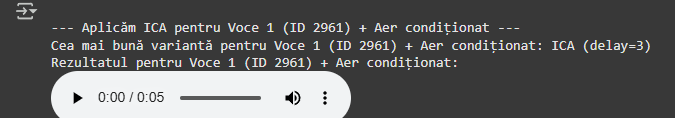 --- Aplicăm ICA pentru Voce 1 (ID 2961) + Aer condiționat ---
Cea mai bună variantă pentru Voce 1 (ID 2961) + Aer condiționat: ICA (delay=3)
Rezultatul pentru Voce 1 (ID 2961) + Aer condiționat:
0:00 / 0:05